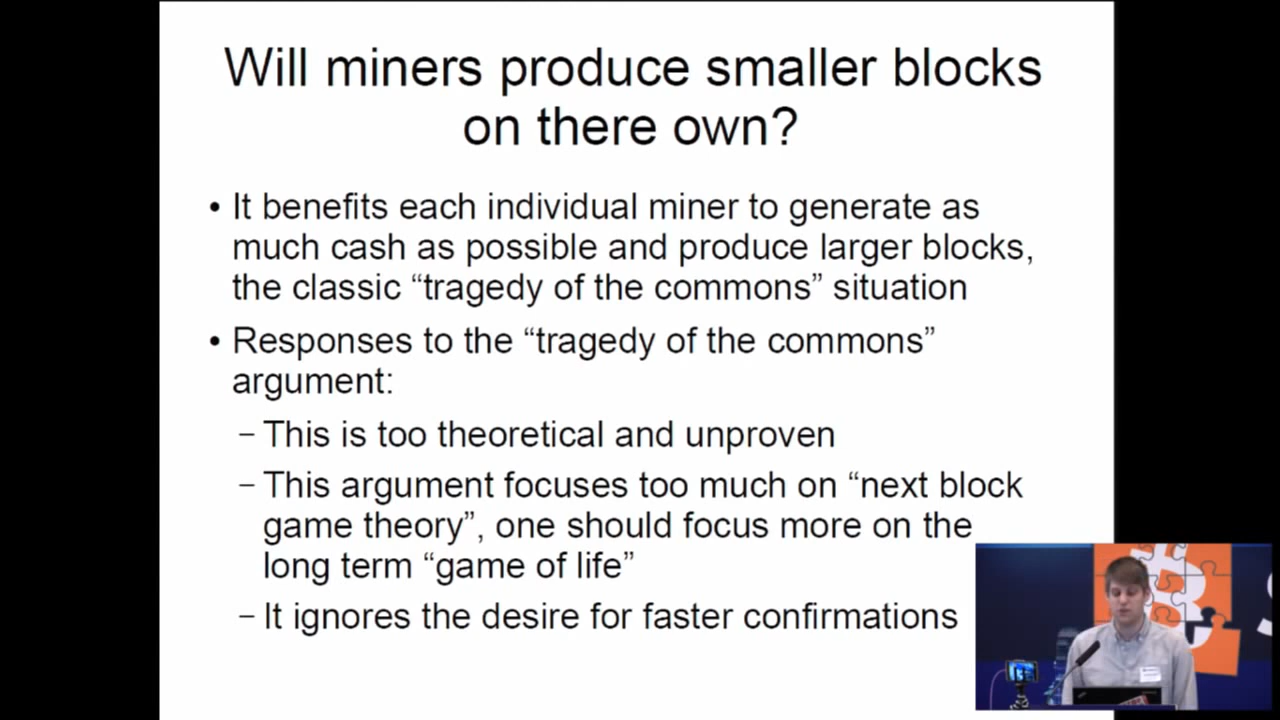 Will miners produce smaller blocks
on there own?
• It benefits each individual miner to generate as
much cash as possible and produce larger blocks,
the classic “tragedy of the commons” situation
• Responses to the “tragedy of the commons”
argument:
– This is too theoretical and unproven
– This argument focuses too much on “next block
game theory”, one should focus more on the
long term “game of life”
– It ignores the desire for faster confirmations